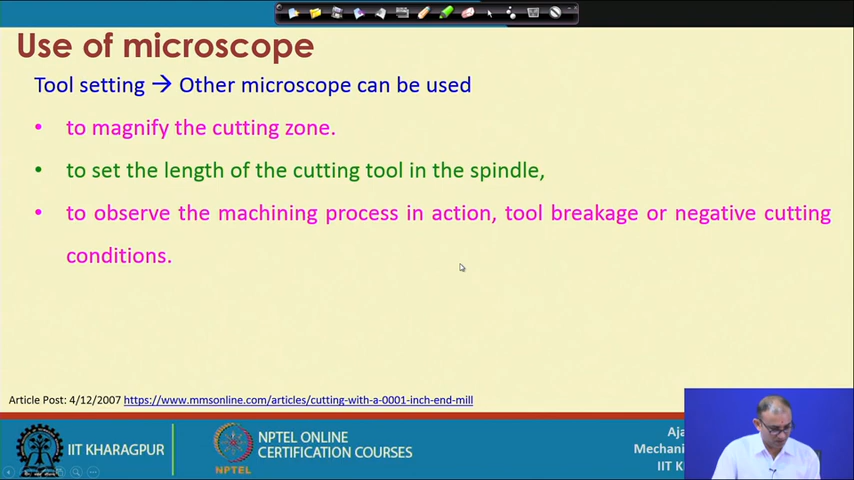 Use of microscope
Tool setting → Other microscope can be used
• to magnify the cutting zone.
• to set the length of the cutting tool in the spindle,
• to observe the machining process in action, tool breakage or negative cutting
conditions.
Article Post: 4/12/2007 https://www.mmsonline.com/articles/cutting-with-a-0001-inch-end-mill
IIT KHARAGPUR
NPTEL
NPTEL ONLINE
CERTIFICATION COURSES
IIT